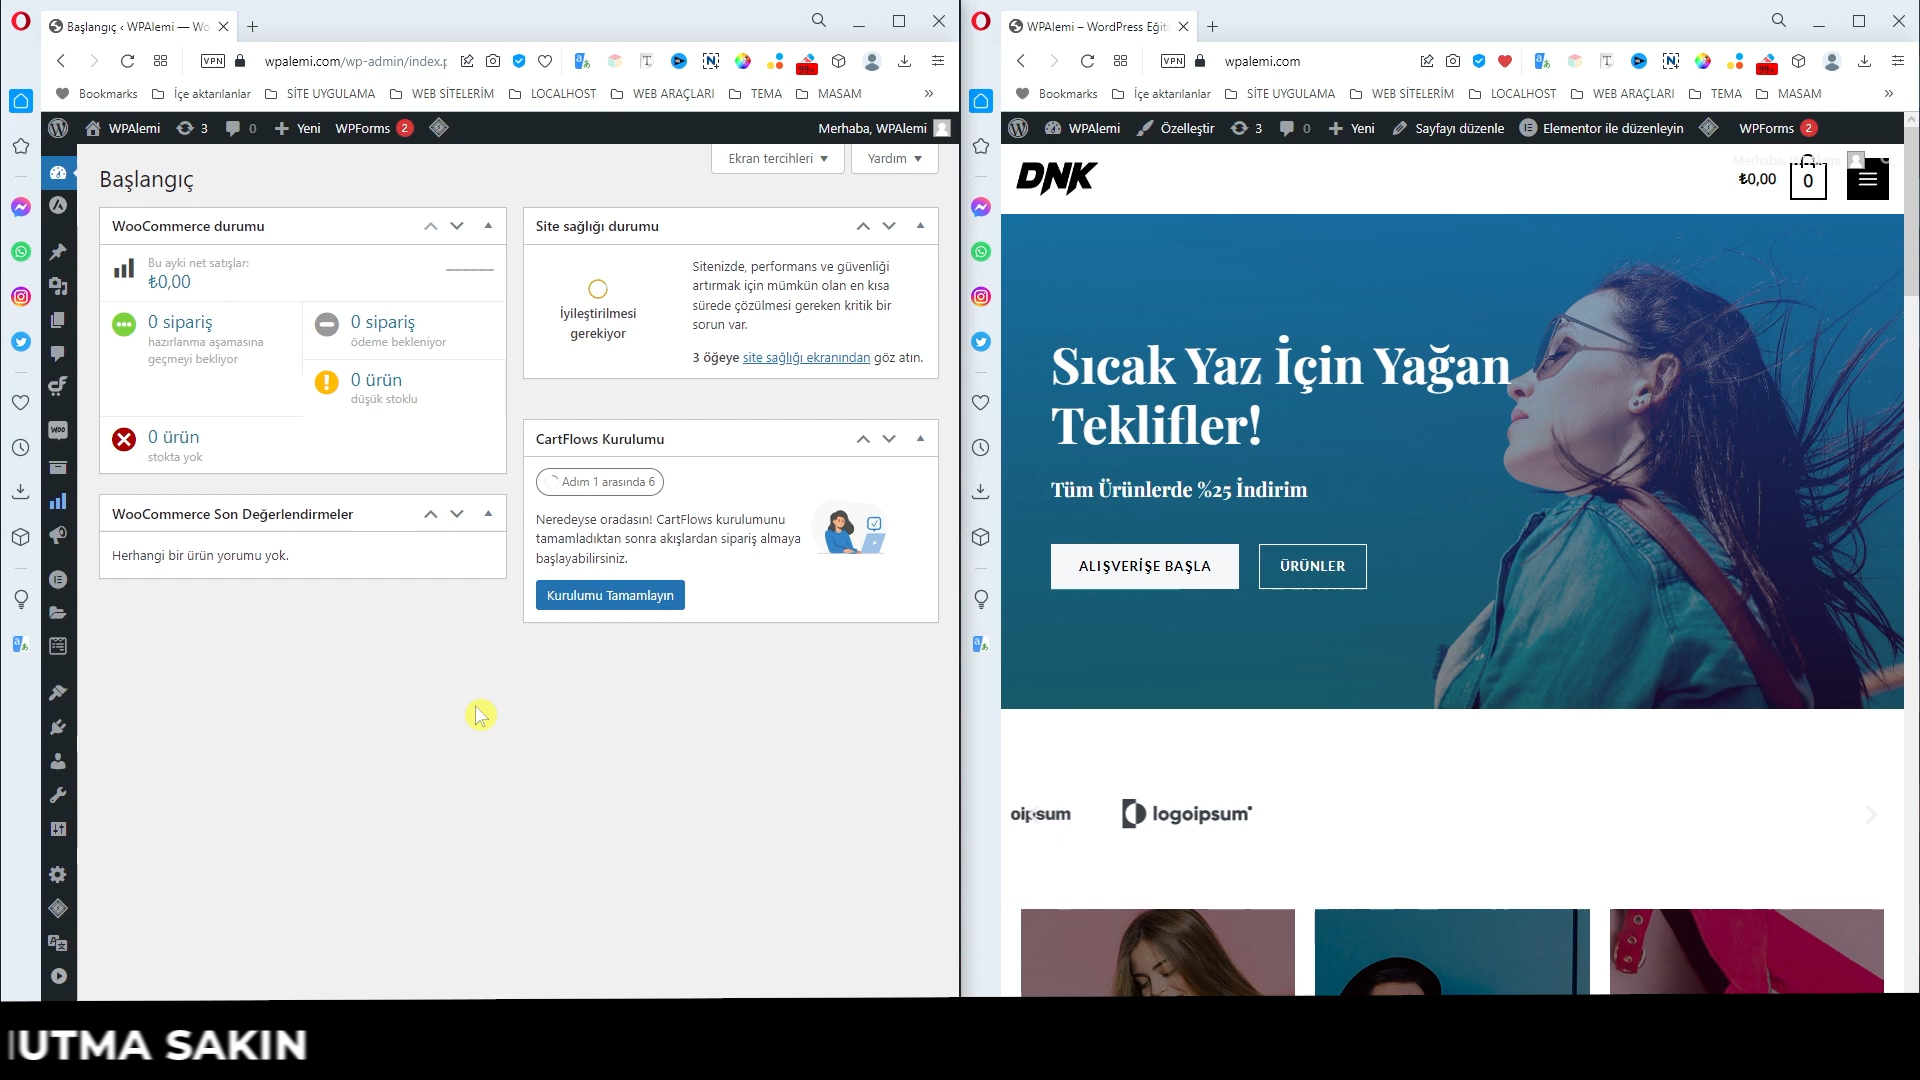 Başlangıç ‹ WPAlemi — Wo
VPN
wpalemi.com/wp-admin/index.p
99+
Bookmarks
İçe aktarılanlar
SİTE UYGULAMA
WEB SİTELERİM
LOCALHOST
WEB ARAÇLARI
TEMA
MASAM
»
WPAlemi
3
0
Yeni
WPForms 2
Merhaba, WPAlemi
Ekran tercihleri
Yardım
Başlangıç
WooCommerce durumu
Bu ayki net satışlar:
₺0,00
0 sipariş
hazırlanma aşamasına
geçmeyi bekliyor
0 sipariş
ödeme bekleniyor
0 ürün
düşük stoklu
0 ürün
stokta yok
WooCommerce Son Değerlendirmeler
Herhangi bir ürün yorumu yok.
Site sağlığı durumu
İyileştirilmesi
gerekiyor
Sitenizde, performans ve güvenliği
artırmak için mümkün olan en kısa
sürede çözülmesi gereken kritik bir
sorun var.
3 öğeye site sağlığı ekranından göz atın.
CartFlows Kurulumu
Adım 1 arasında 6
Neredeyse oradasın! CartFlows kurulumunu
tamamladıktan sonra akışlardan sipariş almaya
başlayabilirsiniz.
Kurulumu Tamamlayın
WPAlemi – WordPress Eğiti
VPN
wpalemi.com
99+
Bookmarks
İçe aktarılanlar
SİTE UYGULAMA
WEB SİTELERİM
LOCALHOST
WEB ARAÇLARI
TEMA
MASAM
»
WPAlemi
Özelleştir
3
0
Yeni
Sayfayı düzenle
Elementor ile düzenleyin
WPForms 2
DNK
₺0,00
0
Sıcak Yaz İçin Yağan
Teklifler!
Tüm Ürünlerde %25 İndirim
ALIŞVERİŞE BAŞLA
ÜRÜNLER
oipsum
logoipsum
UTMA SAKIN